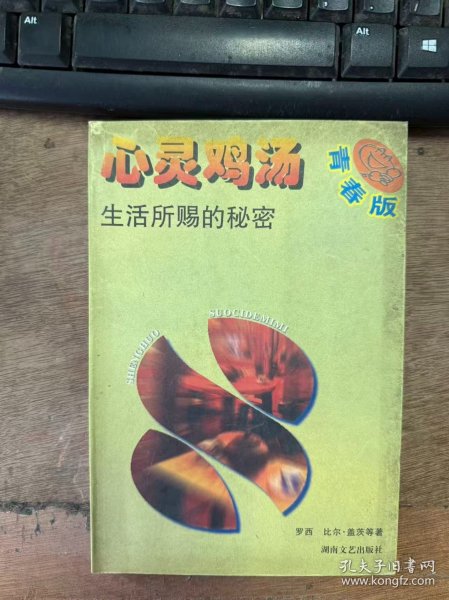 Alt
Alt
心灵鸡汤
青春版
生活所赐的秘密
SHENGHUO
SUOCIDEMIMI
罗西 比尔·盖茨等著
湖南文艺出版社
孔夫子旧书网
www.kongfz.com